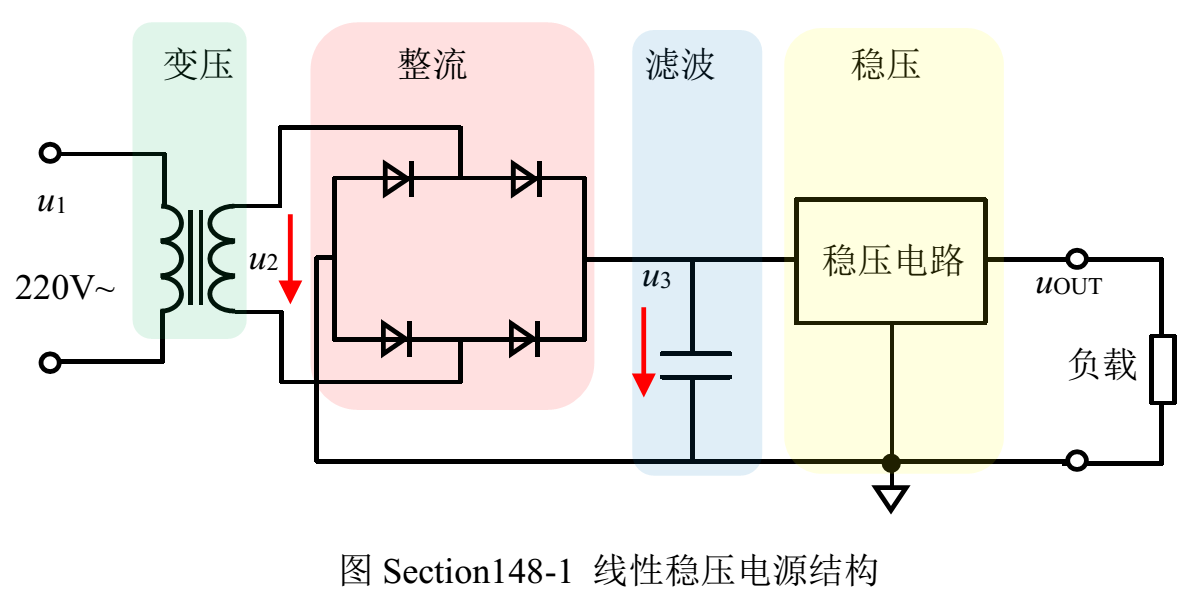 变压
整流
滤波
稳压
u1
220V~
u2
u3
稳压电路
uOUT
负载
图 Section148-1 线性稳压电源结构